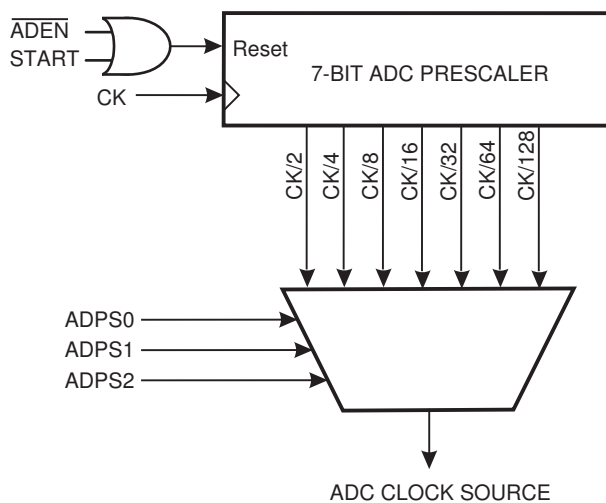 ADEN
START
Reset
7-BIT ADC PRESCALER
CK
CK/2
CK/4
CK/8
CK/16
CK/32
CK/64
CK/128
ADPS0
ADPS1
ADPS2
ADC CLOCK SOURCE